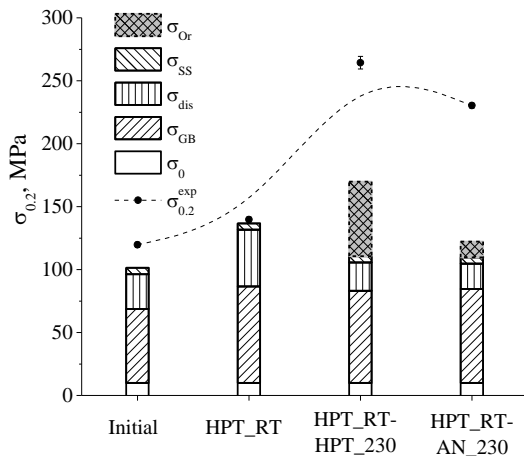 300
250
200
150
100
50
0
σ0.2, MPa
σOr
σSS
σdis
σGB
σ0
σ0.2exp
Initial
HPT_RT
HPT_RT-
HPT_230
HPT_RT-
AN_230